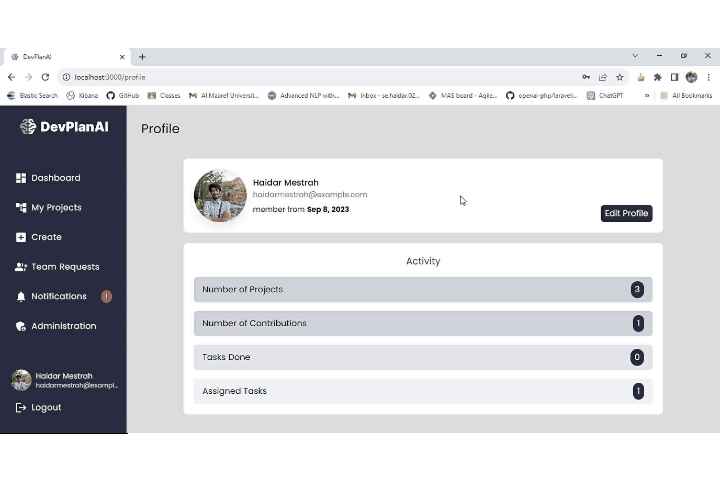 DevPlanAI
localhost:3000/profile
Elastic Search
Kibana
GitHub
Classes
Al Maaref Universit...
Advanced NLP with...
Inbox - se.haidar.02...
MAS board - Agile...
openai-php/laravel...
ChatGPT
»
All Bookmarks
DevPlanAI
Dashboard
My Projects
Create
Team Requests
Notifications
!
Administration
Haidar Mestrah
haidarmestrah@exampl...
Logout
Profile
Haidar Mestrah
haidarmestrah@example.com
member from Sep 8, 2023
Edit Profile
Activity
Number of Projects 3
Number of Contributions 1
Tasks Done 0
Assigned Tasks 1